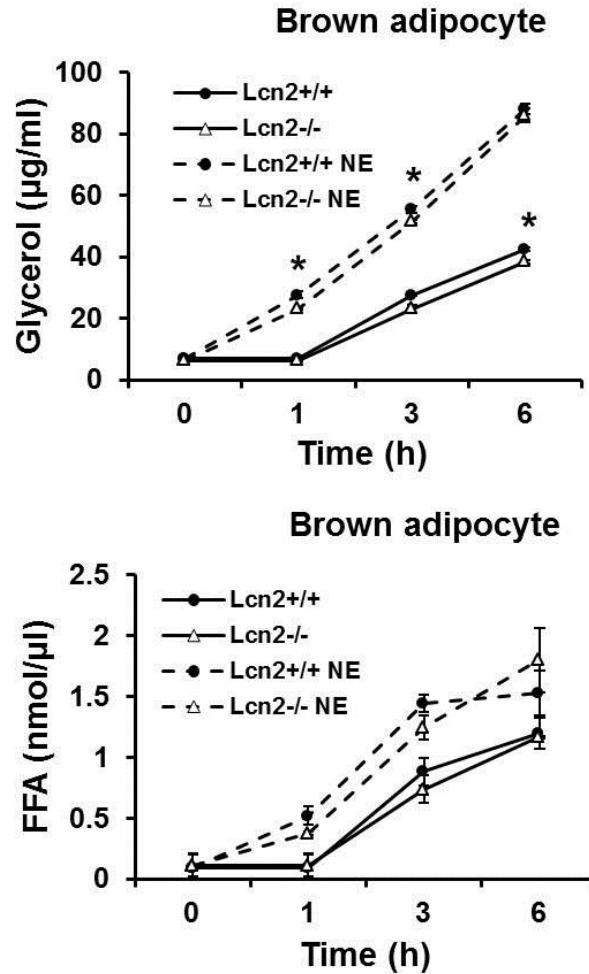 Brown adipocyte
Glycerol (µg/ml)
100
80
60
40
20
0
Lcn2+/+
Lcn2-/-
Lcn2+/+ NE
Lcn2-/- NE
*
*
*
0 1 3 6
Time (h)
Brown adipocyte
FFA (nmol/µl)
2.5
2
1.5
1
0.5
0
Lcn2+/+
Lcn2-/-
Lcn2+/+ NE
Lcn2-/- NE
0 1 3 6
Time (h)